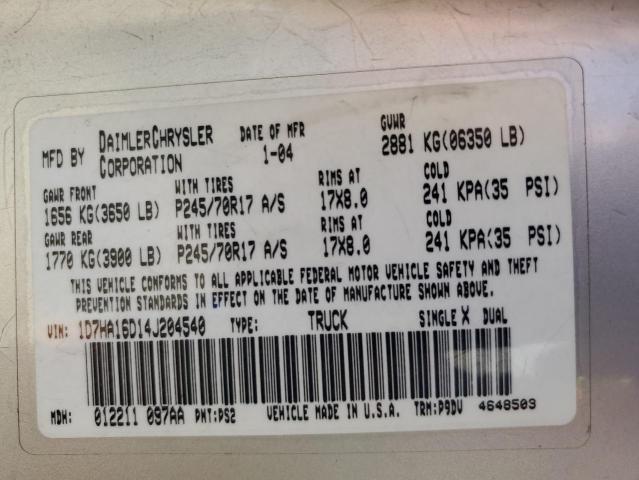 MFD BY DAIMLERCHRYSLER CORPORATION DATE OF MFR 1-04 GVWR 2881 KG(06350 LB)
GAWR FRONT WITH TIRES RIMS AT COLD
1656 KG(3650 LB) P245/70R17 A/S 17X8.0 241 KPA(35 PSI)
GAWR REAR WITH TIRES RIMS AT COLD
1770 KG(3900 LB) P245/70R17 A/S 17X8.0 241 KPA(35 PSI)
THIS VEHICLE CONFORMS TO ALL APPLICABLE FEDERAL MOTOR VEHICLE SAFETY AND THEFT
PREVENTION STANDARDS IN EFFECT ON THE DATE OF MANUFACTURE SHOWN ABOVE.
VIN: 1D7HA16D14J204540 TYPE: TRUCK SINGLE X DUAL
MDH: 012211 097AA PNT:PS2 VEHICLE MADE IN U.S.A. TRM:P9DV 4648503